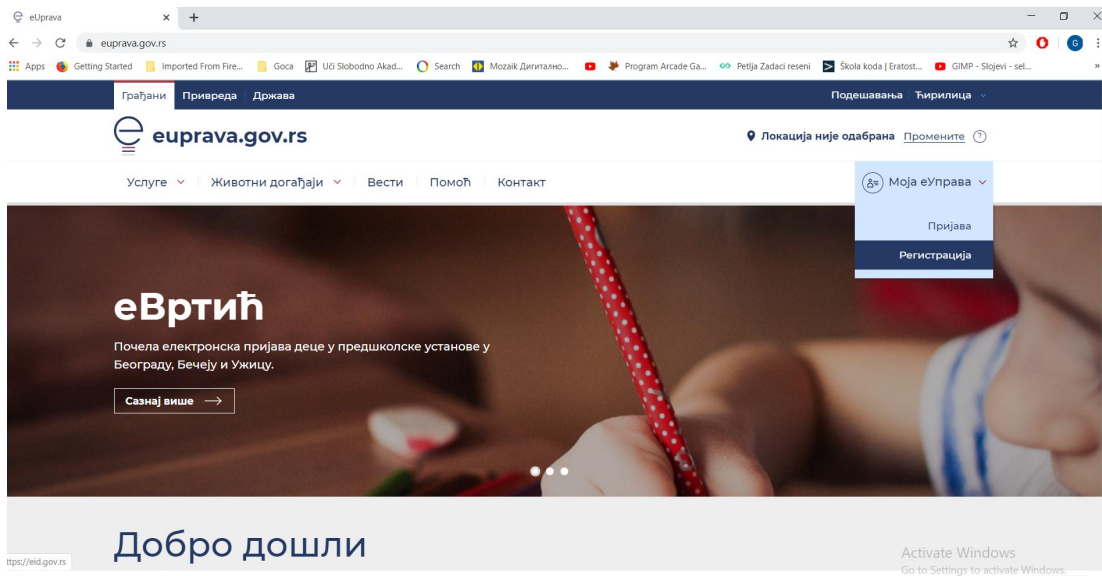 eUprava
euprava.gov.rs
Apps Getting Started Imported From Fire... Goca Uči Slobodno Akad... Search Mozaik Дигитално... Program Arcade Ga... Petlja Zadaci reseni Škola koda | Eratost... GIMP - Slojevi - sel... »
Грађани Привреда Држава Подешавања Ћирилица
euprava.gov.rs Локација није одабрана Промените ?
Услуге Животни догађаји Вести Помоћ Контакт Моја еУправа
Пријава
Регистрација
еВртић
Почела електронска пријава деце у предшколске установе у
Београду, Бечеју и Ужицу.
Сазнај више →
Добро дошли
ttps://eid.gov.rs
Activate Windows
Go to Settings to activate Windows.